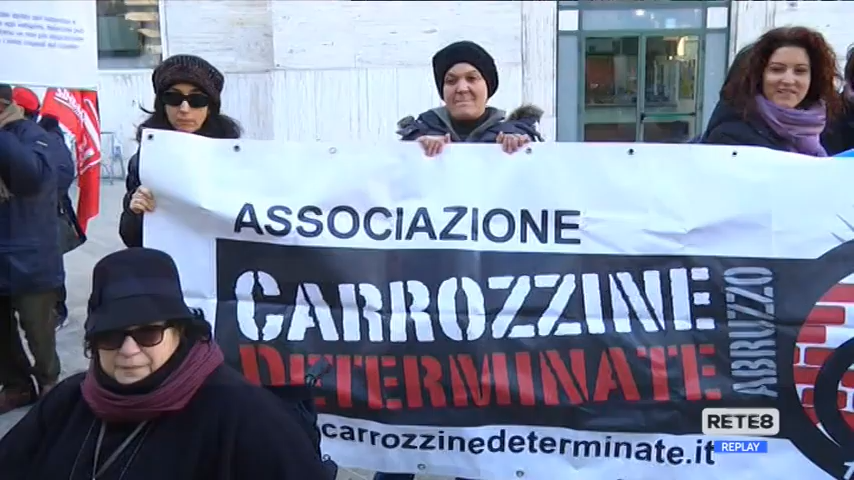 ASSOCIAZIONE
CARROZZINE
DETERMINATE
ABRUZZO
carrozzinedeterminate.it
RETE8
REPLAY